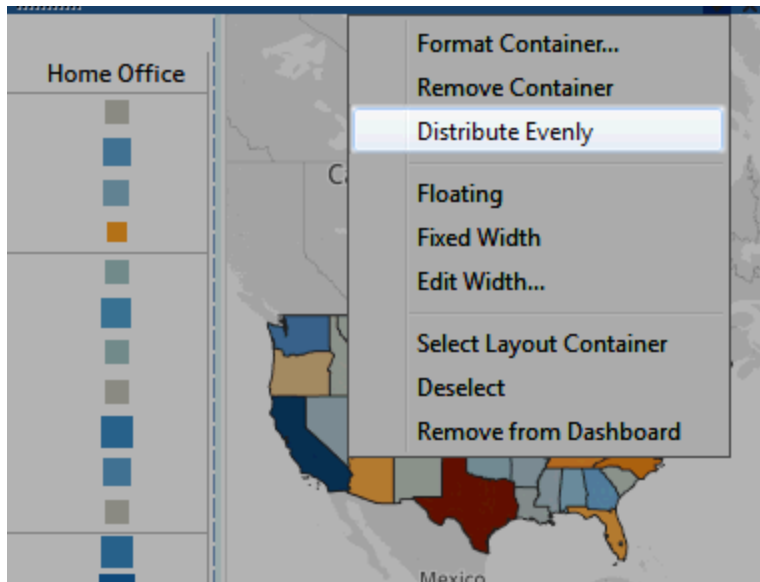 Home Office
Format Container...
Remove Container
Distribute Evenly
Floating
Fixed Width
Edit Width...
Select Layout Container
Deselect
Remove from Dashboard
Mexico